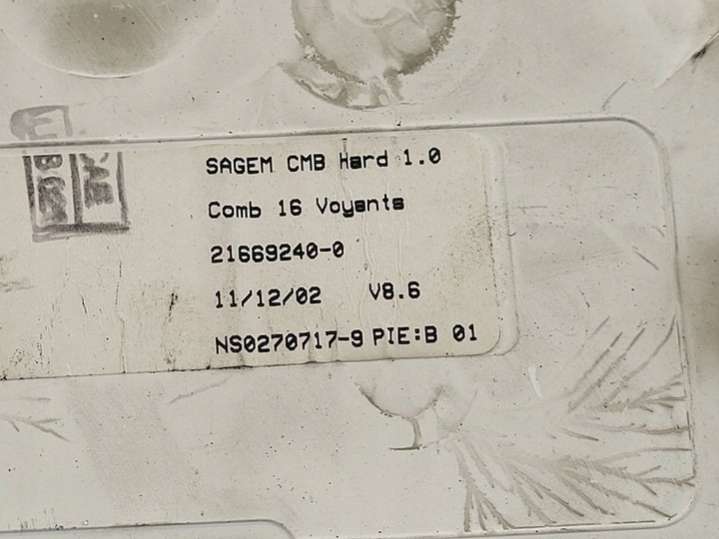 SAGEM CMB Hard 1.0
Comb 16 Voyants
21669240-0
11/12/02 V8.6
NS0270717-9 PIE:B 01